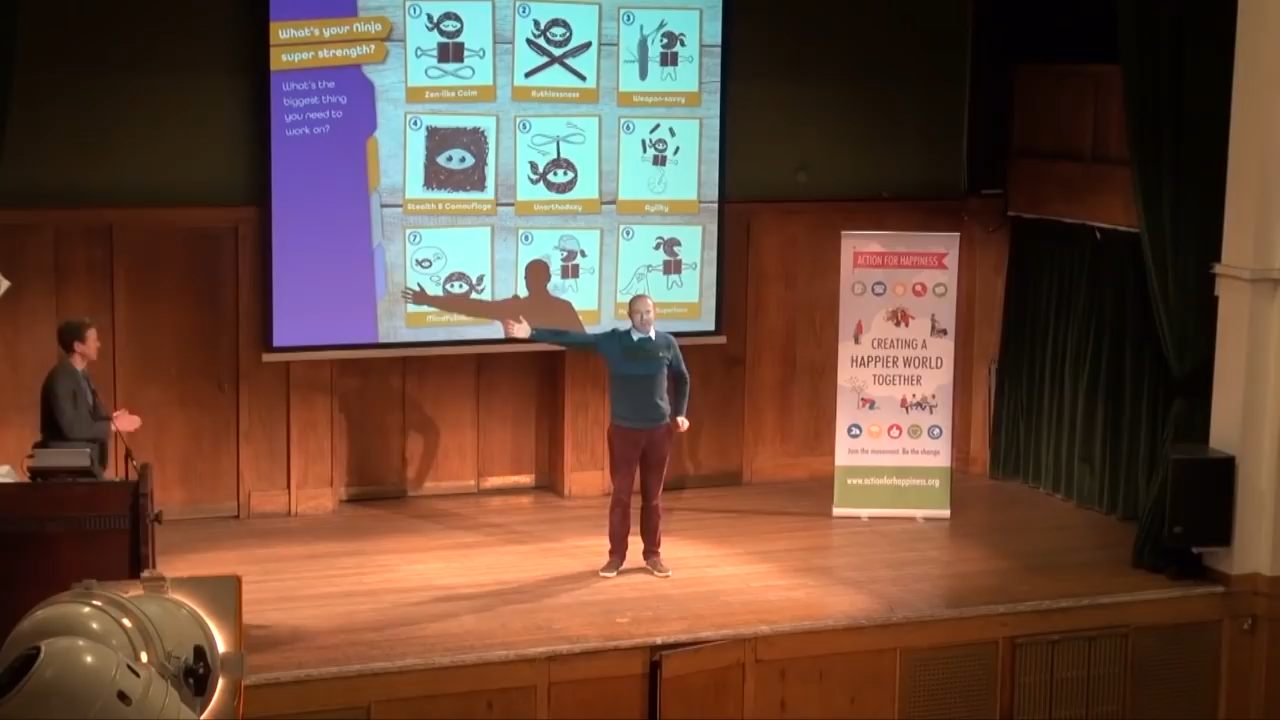 What's your Ninja
super strength?
What's the
biggest thing
you need to
work on?
1
Zen-like Calm
2
Ruthlessness
3
Weapon-savvy
4
Stealth & Camouflage
5
Unorthodoxy
6
Agility
7
8
9
Superhero
ACTION FOR HAPPINESS
CREATING A
HAPPIER WORLD
TOGETHER
Join the movement. Be the change
www.actionforhappiness.org